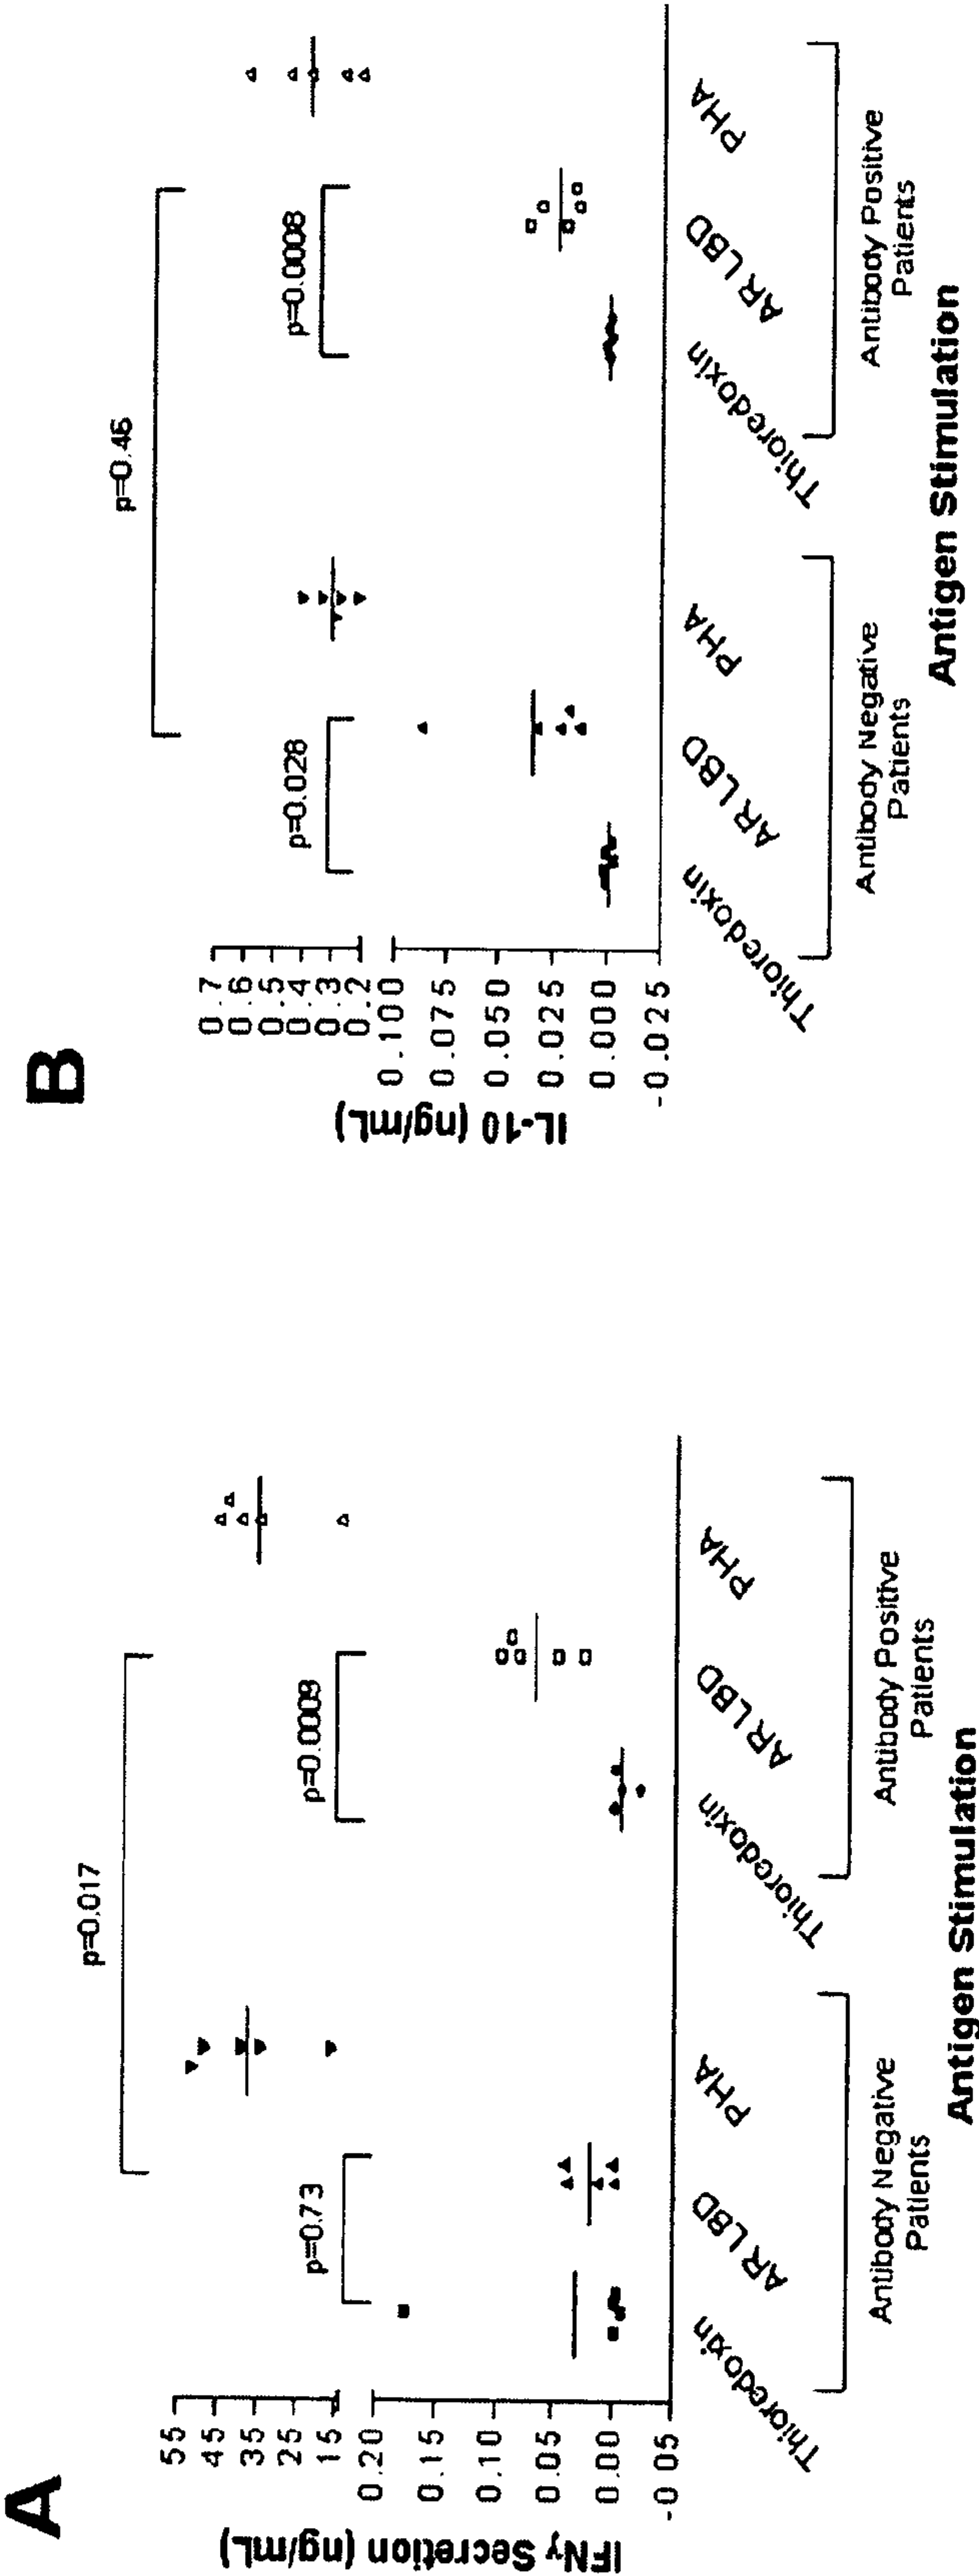 A
p=0.017
p=0.73
p=0.0009
IFNγ Secretion (ng/mL)
55
45
35
25
15
0.20
0.15
0.10
0.05
0.00
-0.05
Thioredoxin
AR LBD
PHA
Thioredoxin
AR LBD
PHA
Antibody Negative
Patients
Antibody Positive
Patients
Antigen Stimulation
B
p=0.46
p=0.028
p=0.0008
IL-10 (ng/mL)
0.7
0.6
0.5
0.4
0.3
0.2
0.100
0.075
0.050
0.025
0.000
-0.025
Thioredoxin
AR LBD
PHA
Thioredoxin
AR LBD
PHA
Antibody Negative
Patients
Antibody Positive
Patients
Antigen Stimulation